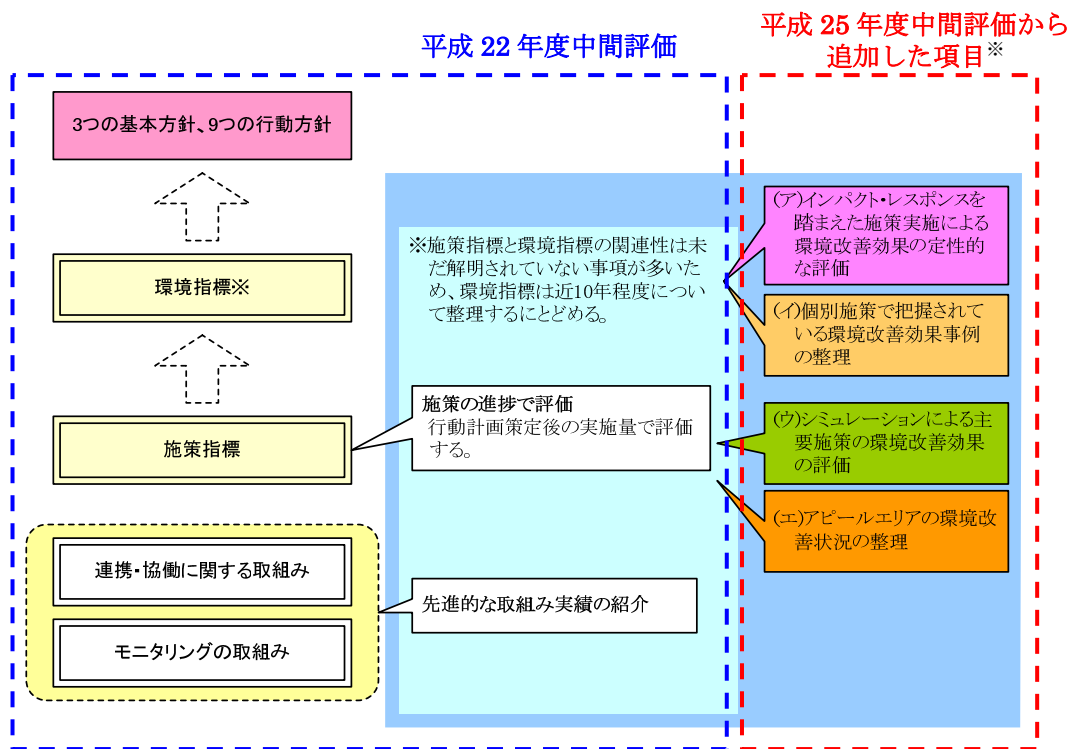 平成 22 年度中間評価
平成 25 年度中間評価から
追加した項目※
3つの基本方針、9つの行動方針
環境指標※
施策指標
連携・協働に関する取組み
モニタリングの取組み
※施策指標と環境指標の関連性は未
だ解明されていない事項が多いた
め、環境指標は近10年程度につい
て整理するにとどめる。
施策の進捗で評価
行動計画策定後の実施量で評価
する。
先進的な取組み実績の紹介
(ア)インパクト・レスポンスを
踏まえた施策実施による
環境改善効果の定性的
な評価
(イ)個別施策で把握されて
いる環境改善効果事例
の整理
(ウ)シミュレーションによる主
要施策の環境改善効果
の評価
(エ)アピールエリアの環境改
善状況の整理